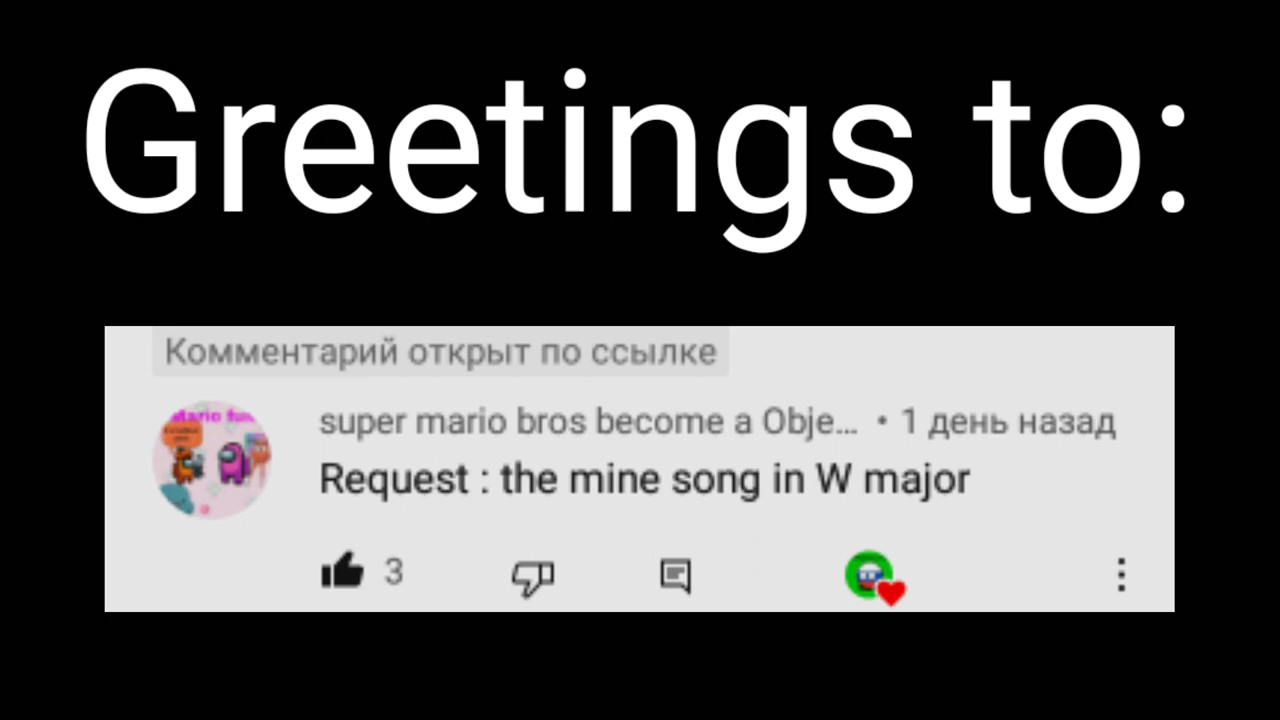 Greetings to:
Комментарий открыт по ссылке
super mario bros become a Obje... • 1 день назад
Request : the mine song in W major
3